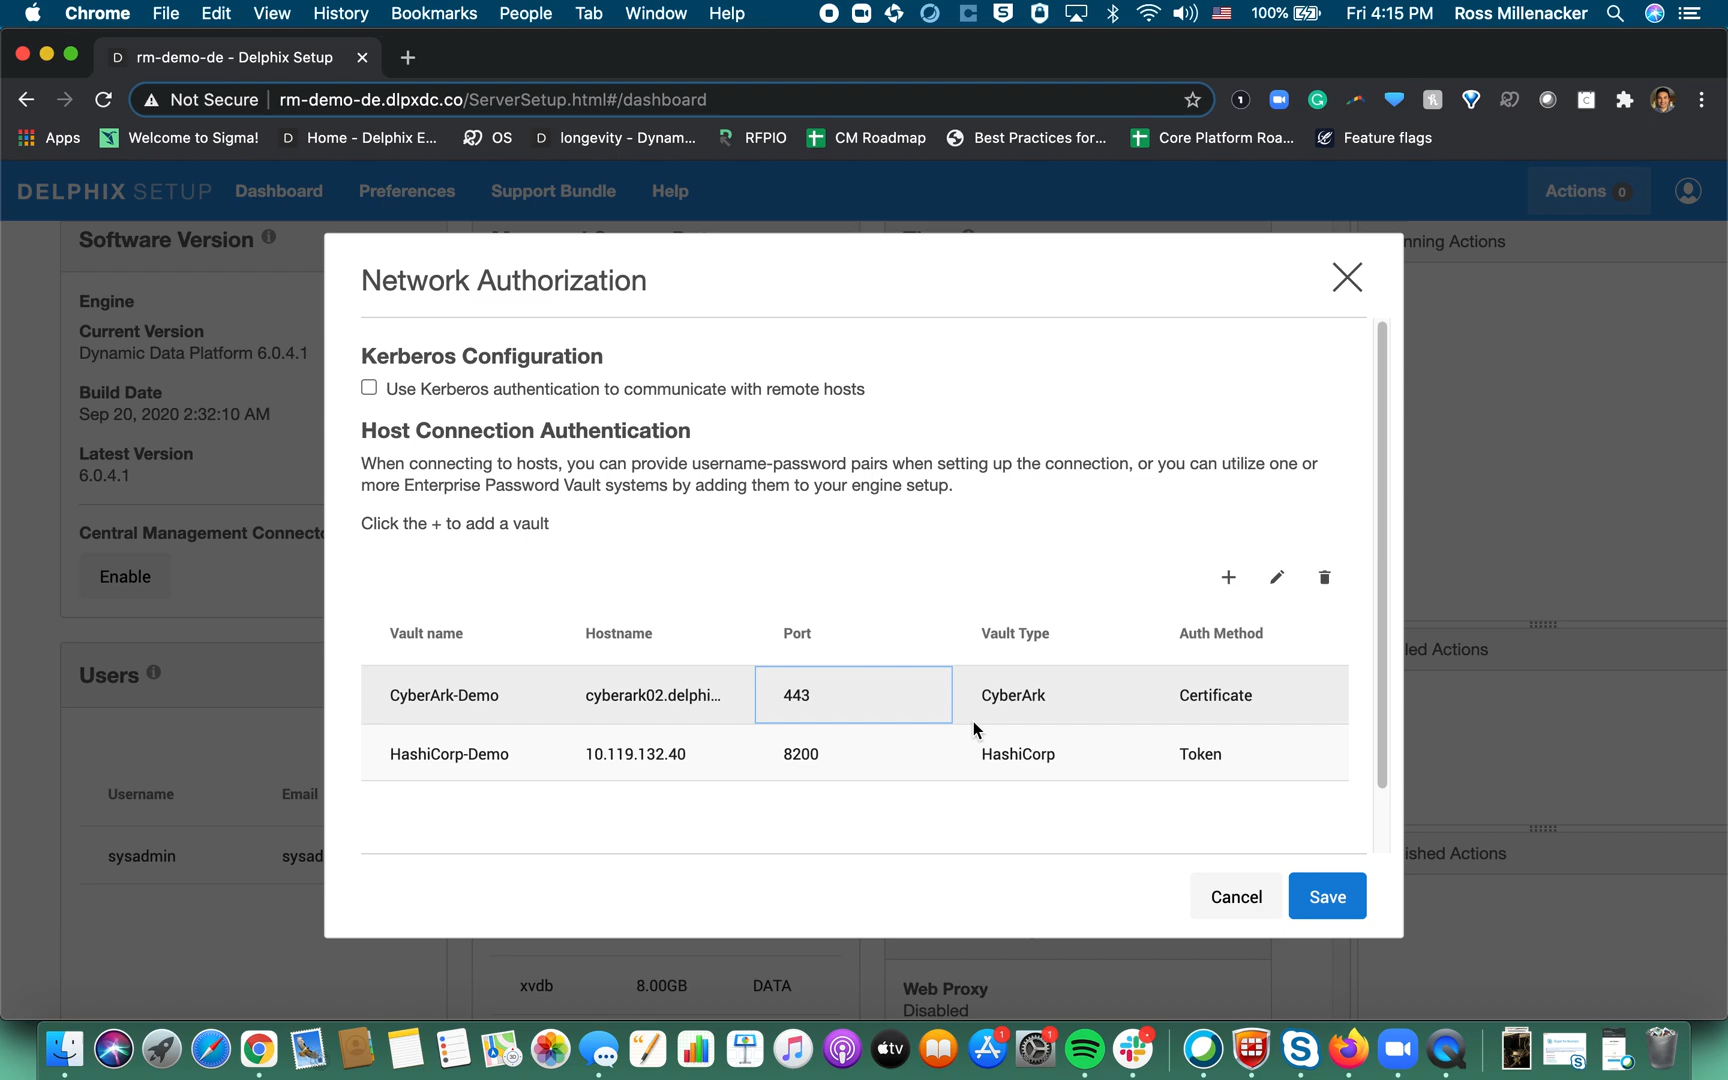 Chrome File Edit View History Bookmarks People Tab Window Help 100% Fri 4:15 PM Ross Millenacker
D rm-demo-de - Delphix Setup
Not Secure rm-demo-de.dlpxdc.co/ServerSetup.html#/dashboard
Apps Welcome to Sigma! D Home - Delphix E... OS D longevity - Dynam... RFPIO CM Roadmap Best Practices for... Core Platform Roa... Feature flags
DELPHIX SETUP Dashboard Preferences Support Bundle Help Actions 0
Software Version
nning Actions
Network Authorization
Engine
Current Version
Dynamic Data Platform 6.0.4.1
Build Date
Sep 20, 2020 2:32:10 AM
Latest Version
6.0.4.1
Central Management Connecto
Enable
Kerberos Configuration
Use Kerberos authentication to communicate with remote hosts
Host Connection Authentication
When connecting to hosts, you can provide username-password pairs when setting up the connection, or you can utilize one or
more Enterprise Password Vault systems by adding them to your engine setup.
Click the + to add a vault
Vault name Hostname Port Vault Type Auth Method
CyberArk-Demo cyberark02.delphi... 443 CyberArk Certificate
HashiCorp-Demo 10.119.132.40 8200 HashiCorp Token
Cancel Save
Users
Username Email
sysadmin sysad
led Actions
ished Actions
xvdb 8.00GB DATA
Web Proxy
Disabled
tv
1
1